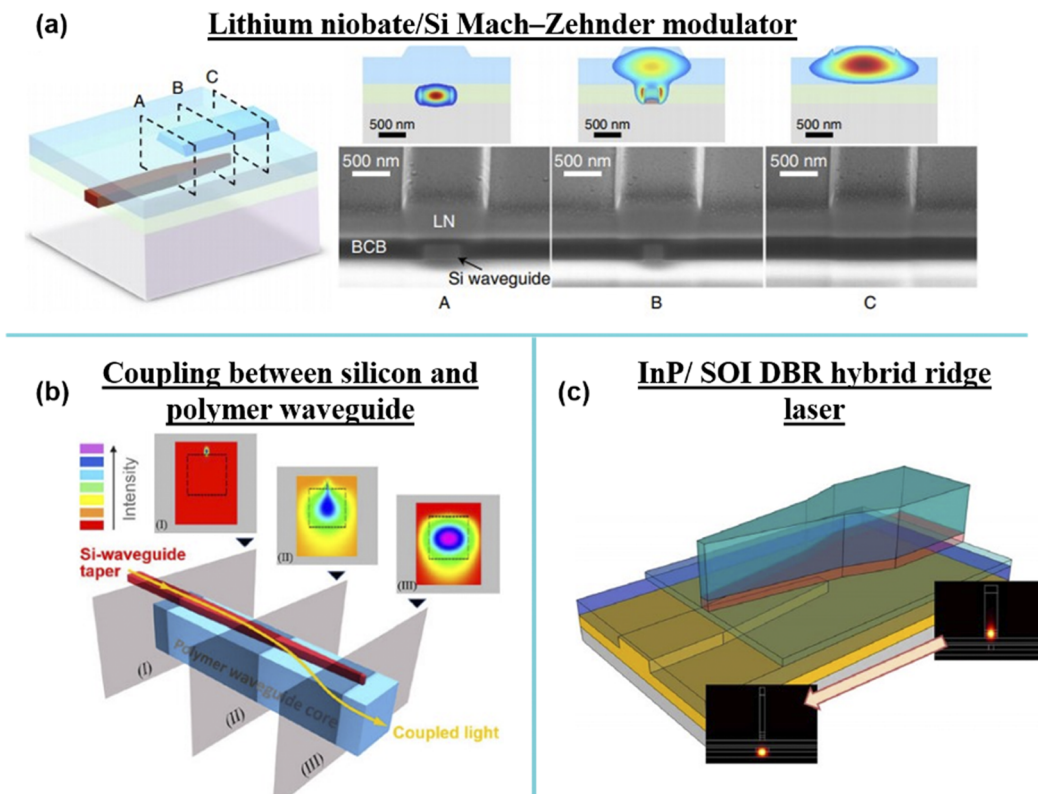 (a)
Lithium niobate/Si Mach–Zehnder modulator
A
B
C
500 nm
500 nm
500 nm
500 nm
500 nm
500 nm
LN
BCB
Si waveguide
A
B
C
(b)
Coupling between silicon and
polymer waveguide
Intensity
(I)
(II)
(III)
Si-waveguide
taper
Polymer waveguide core
(I)
(II)
(III)
Coupled light
(c)
InP/ SOI DBR hybrid ridge
laser